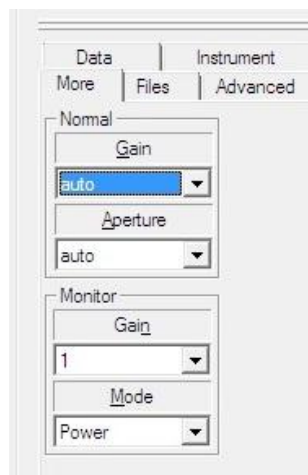 Data Instrument
More Files Advanced
Normal
Gain
auto
Aperture
auto
Monitor
Gain
1
Mode
Power